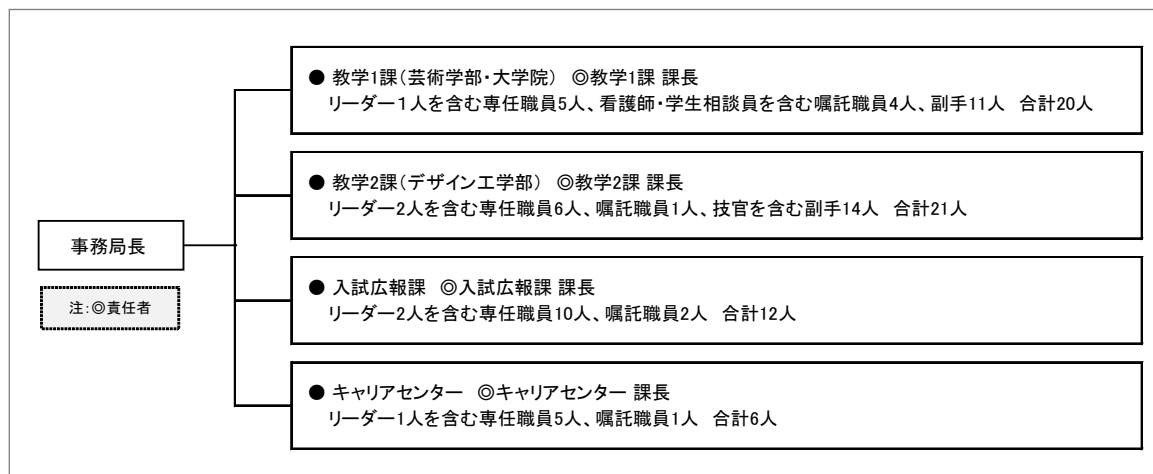 ● 教学1課(芸術学部・大学院) ◎教学1課 課長
リーダー1人を含む専任職員5人、看護師・学生相談員を含む嘱託職員4人、副手11人 合計20人
● 教学2課(デザイン工学部) ◎教学2課 課長
リーダー2人を含む専任職員6人、嘱託職員1人、技官を含む副手14人 合計21人
事務局長
注:◎責任者
● 入試広報課 ◎入試広報課 課長
リーダー2人を含む専任職員10人、嘱託職員2人 合計12人
● キャリアセンター ◎キャリアセンター 課長
リーダー1人を含む専任職員5人、嘱託職員1人 合計6人